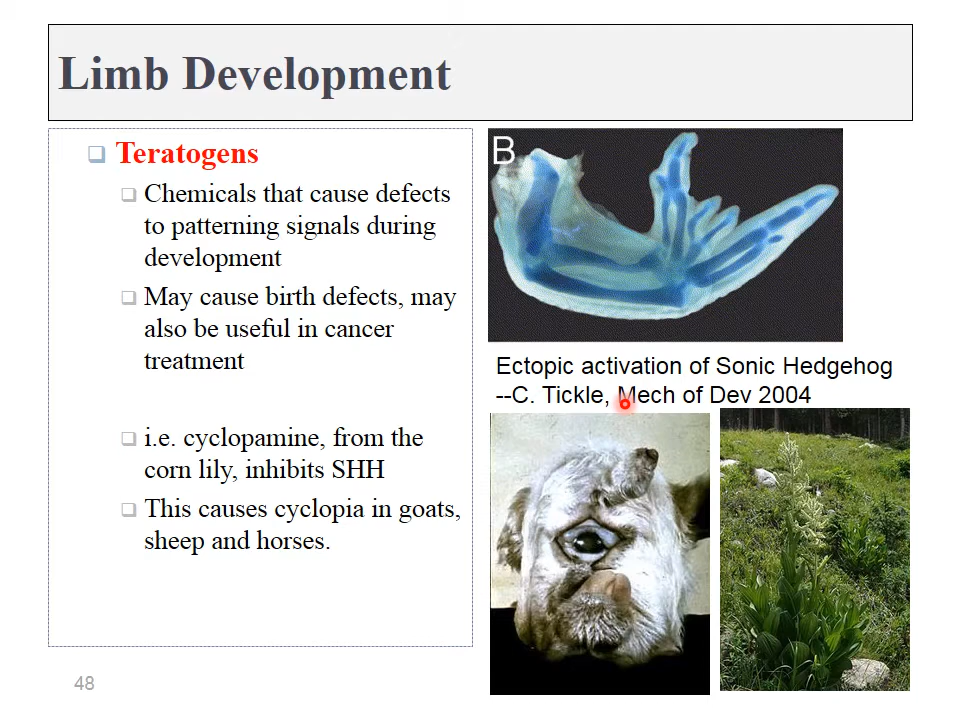 Limb Development
Teratogens
Chemicals that cause defects
to patterning signals during
development
May cause birth defects, may
also be useful in cancer
treatment
i.e. cyclopamine, from the
corn lily, inhibits SHH
This causes cyclopia in goats,
sheep and horses.
B
Ectopic activation of Sonic Hedgehog
--C. Tickle, Mech of Dev 2004
48